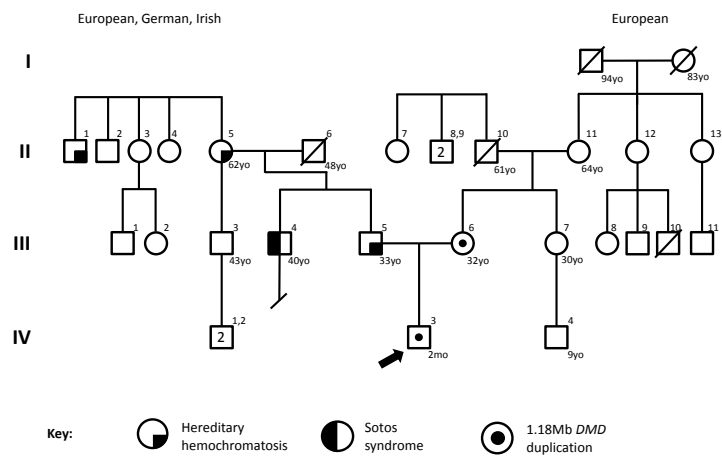 European, German, Irish
European
I
94yo
83yo
II
1
2
3
4
5
62yo
6
48yo
7
8,9
2
10
61yo
11
64yo
12
13
III
1
2
3
43yo
4
40yo
5
33yo
6
32yo
7
30yo
8
9
10
11
IV
1,2
2
3
2mo
4
9yo
Key:
Hereditary
hemochromatosis
Sotos
syndrome
1.18Mb DMD
duplication